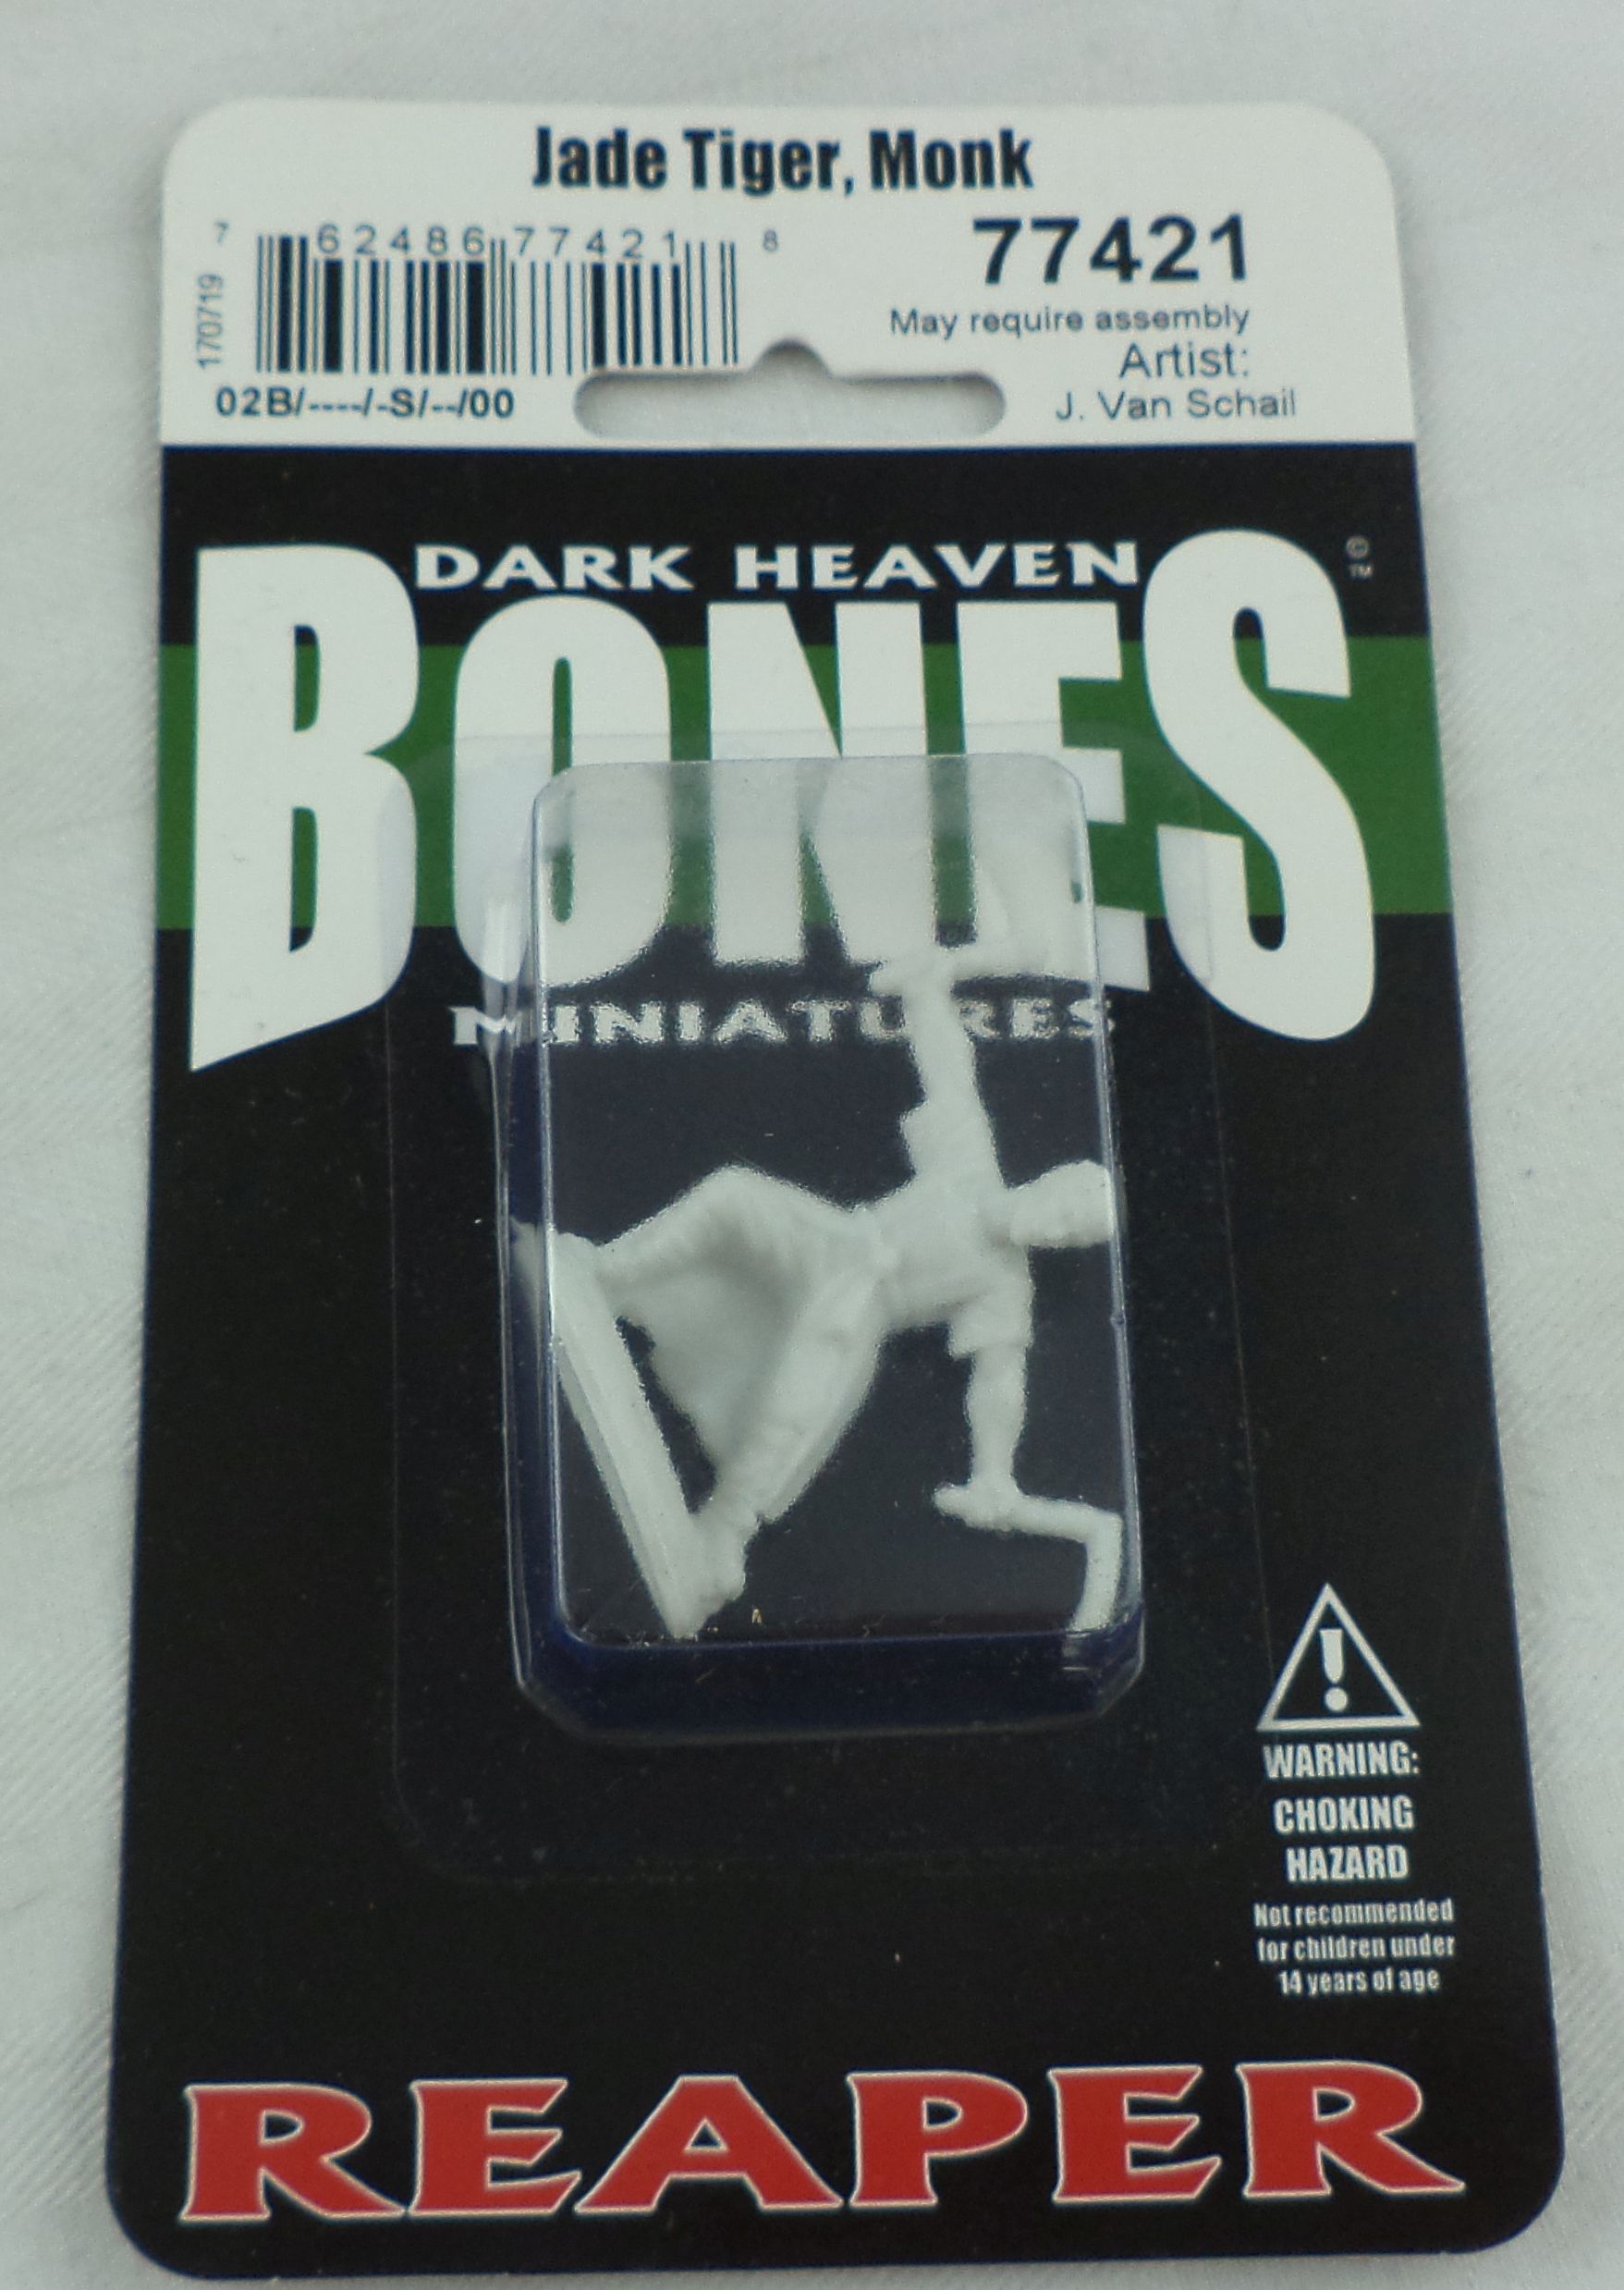 Jade Tiger, Monk
7 62486 77421 8
170719
02B/----/-S/--/00
77421
May require assembly
Artist:
J. Van Schail
DARK HEAVEN
BONES
©
TM
MINIATURES
!
WARNING:
CHOKING
HAZARD
Not recommended
for children under
14 years of age
REAPER